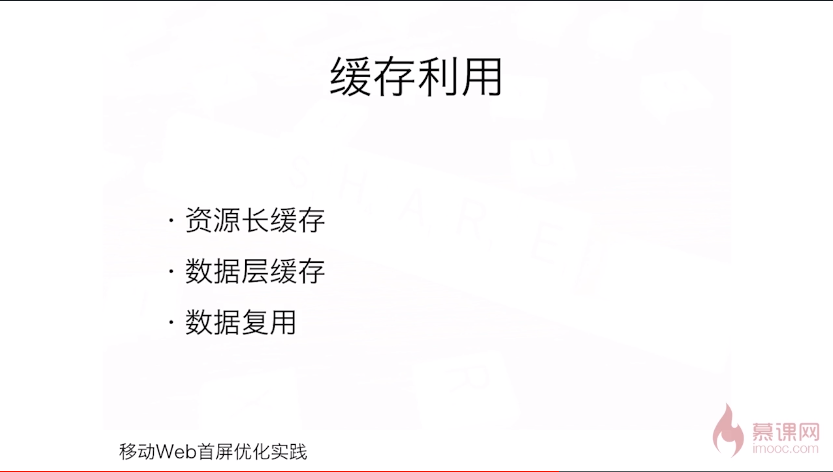 缓存利用
· 资源长缓存
· 数据层缓存
· 数据复用
移动Web首屏优化实践
慕课网
imooc.com
SHARE